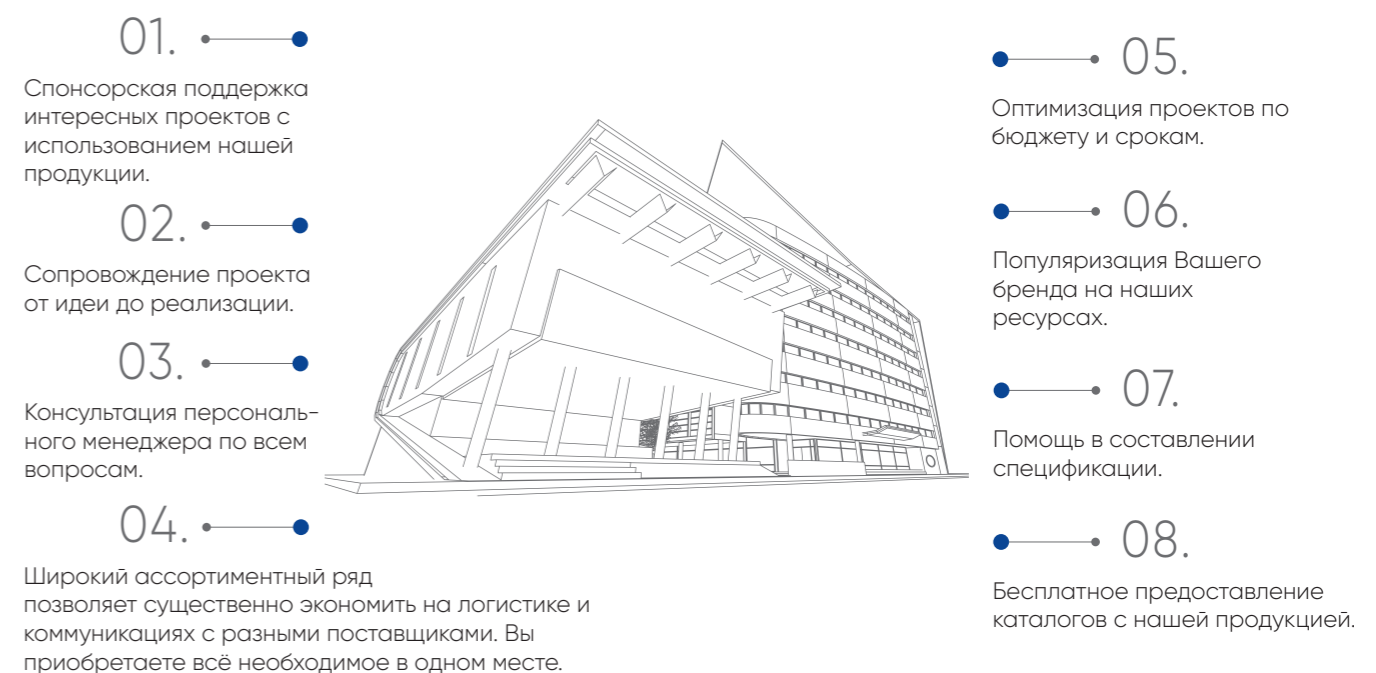 01.
Спонсорская поддержка
интересных проектов с
использованием нашей
продукции.
02.
Сопровождение проекта
от идеи до реализации.
03.
Консультация персональ-
ного менеджера по всем
вопросам.
04.
Широкий ассортиментный ряд
позволяет существенно экономить на логистике и
коммуникациях с разными поставщиками. Вы
приобретаете всё необходимое в одном месте.
05.
Оптимизация проектов по
бюджету и срокам.
06.
Популяризация Вашего
бренда на наших
ресурсах.
07.
Помощь в составлении
спецификации.
08.
Бесплатное предоставление
каталогов с нашей продукцией.